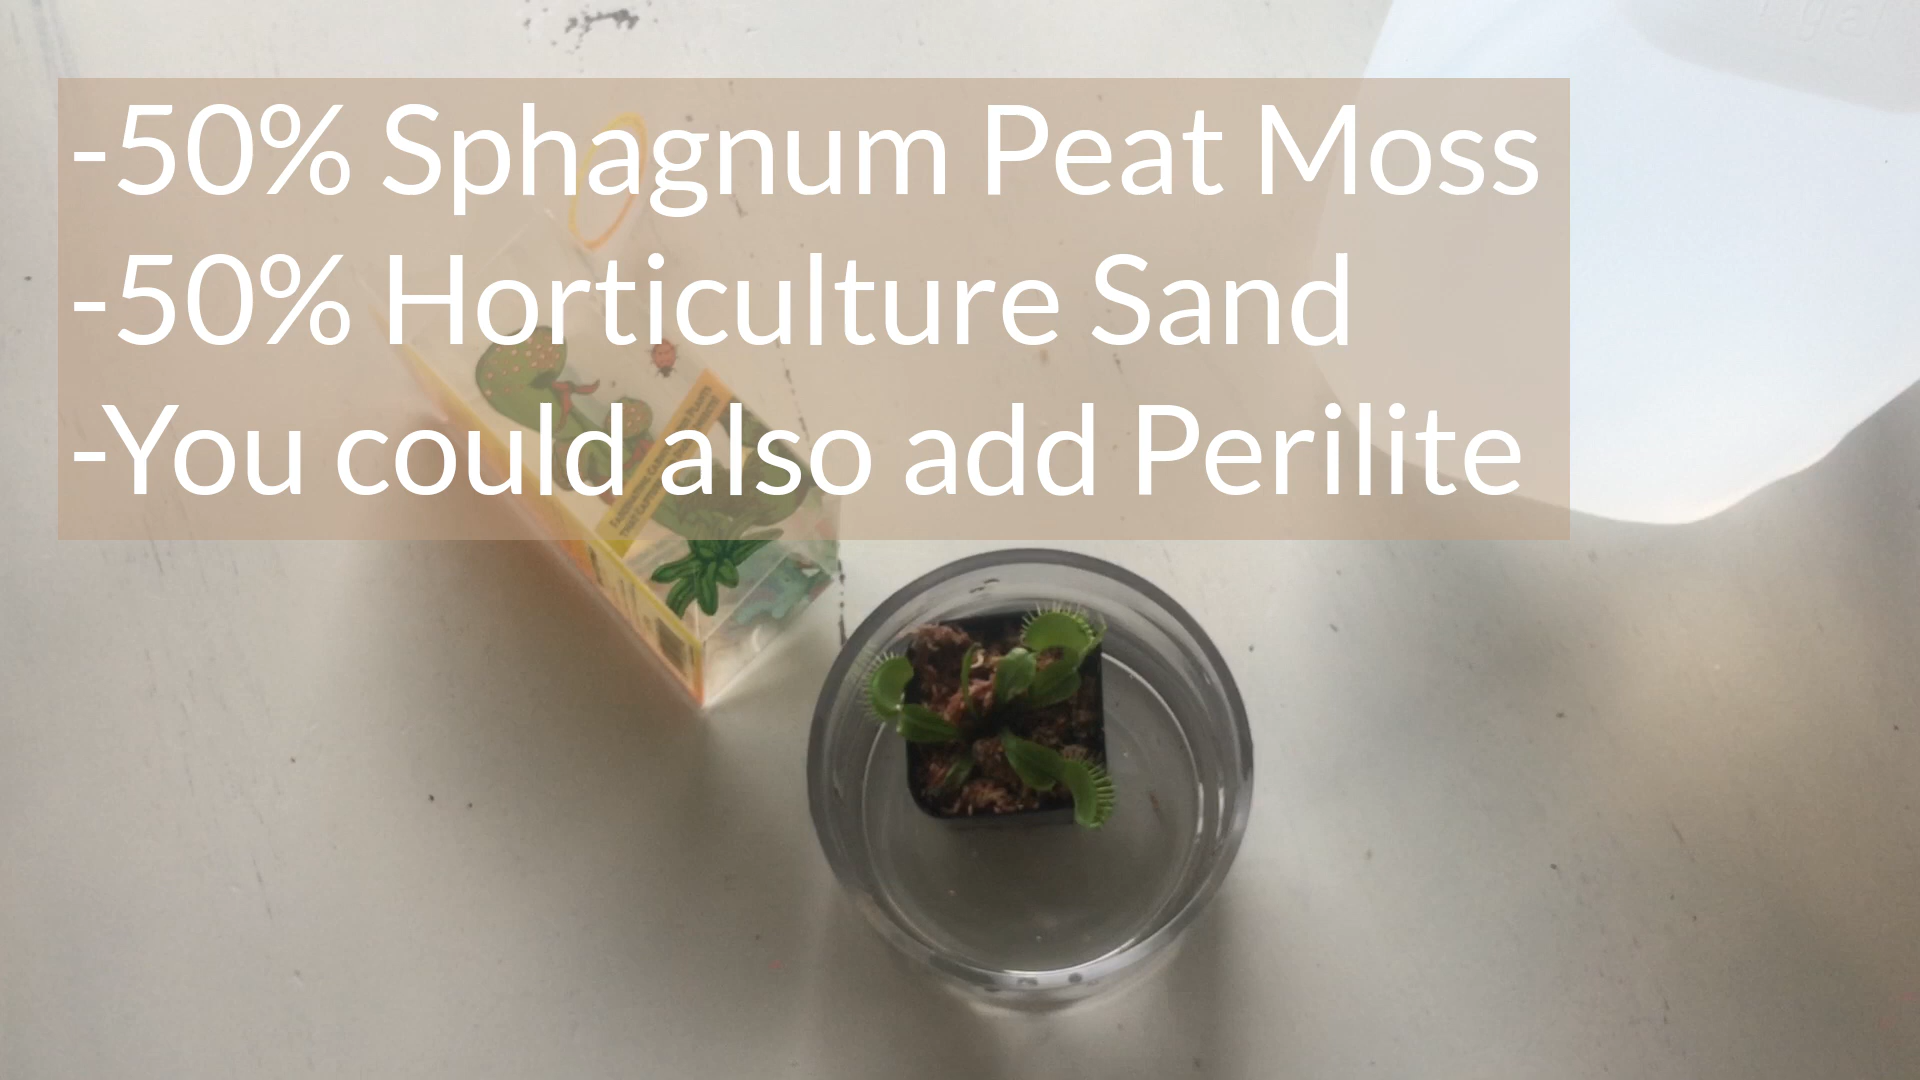 -50% Sphagnum Peat Moss
-50% Horticulture Sand
-You could also add Perilite